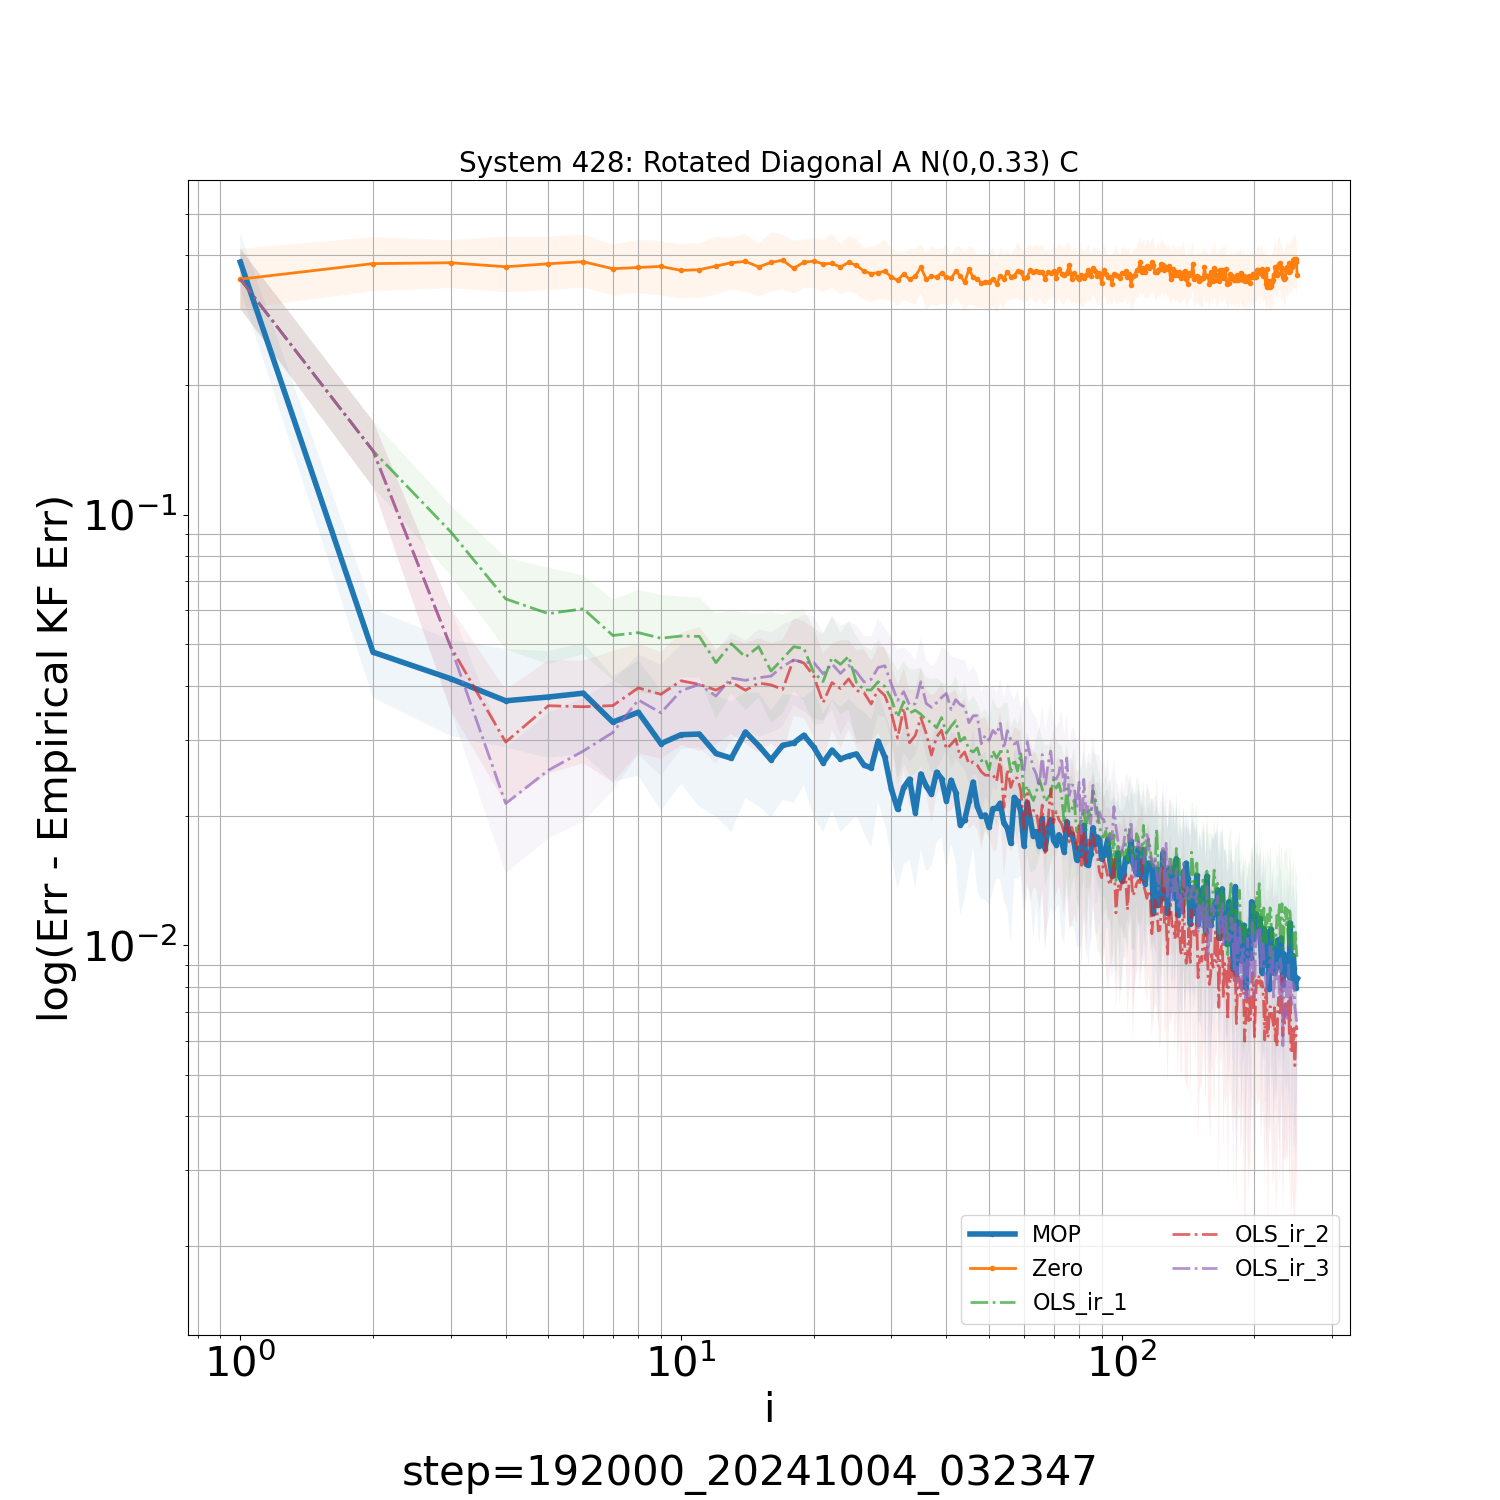 System 428: Rotated Diagonal A N(0,0.33) C
log(Err - Empirical KF Err)
10⁻¹
10⁻²
MOP
Zero
OLS_ir_1
OLS_ir_2
OLS_ir_3
10⁰ 10¹ 10²
i
step=192000_20241004_032347